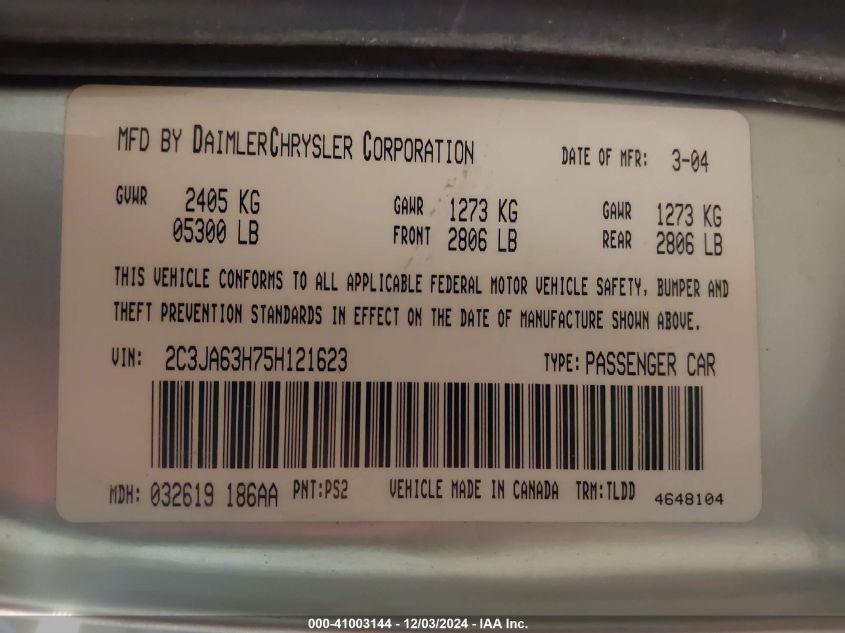 MFD BY DAIMLERCHRYSLER CORPORATION DATE OF MFR: 3-04
GVWR 2405 KG GAWR 1273 KG GAWR 1273 KG
05300 LB FRONT 2806 LB REAR 2806 LB
THIS VEHICLE CONFORMS TO ALL APPLICABLE FEDERAL MOTOR VEHICLE SAFETY, BUMPER AND
THEFT PREVENTION STANDARDS IN EFFECT ON THE DATE OF MANUFACTURE SHOWN ABOVE.
VIN: 2C3JA63H75H121623 TYPE: PASSENGER CAR
MDH: 032619 186AA PNT:PS2 VEHICLE MADE IN CANADA TRM:TLDD 4648104
000-41003144 - 12/03/2024 - IAA Inc.